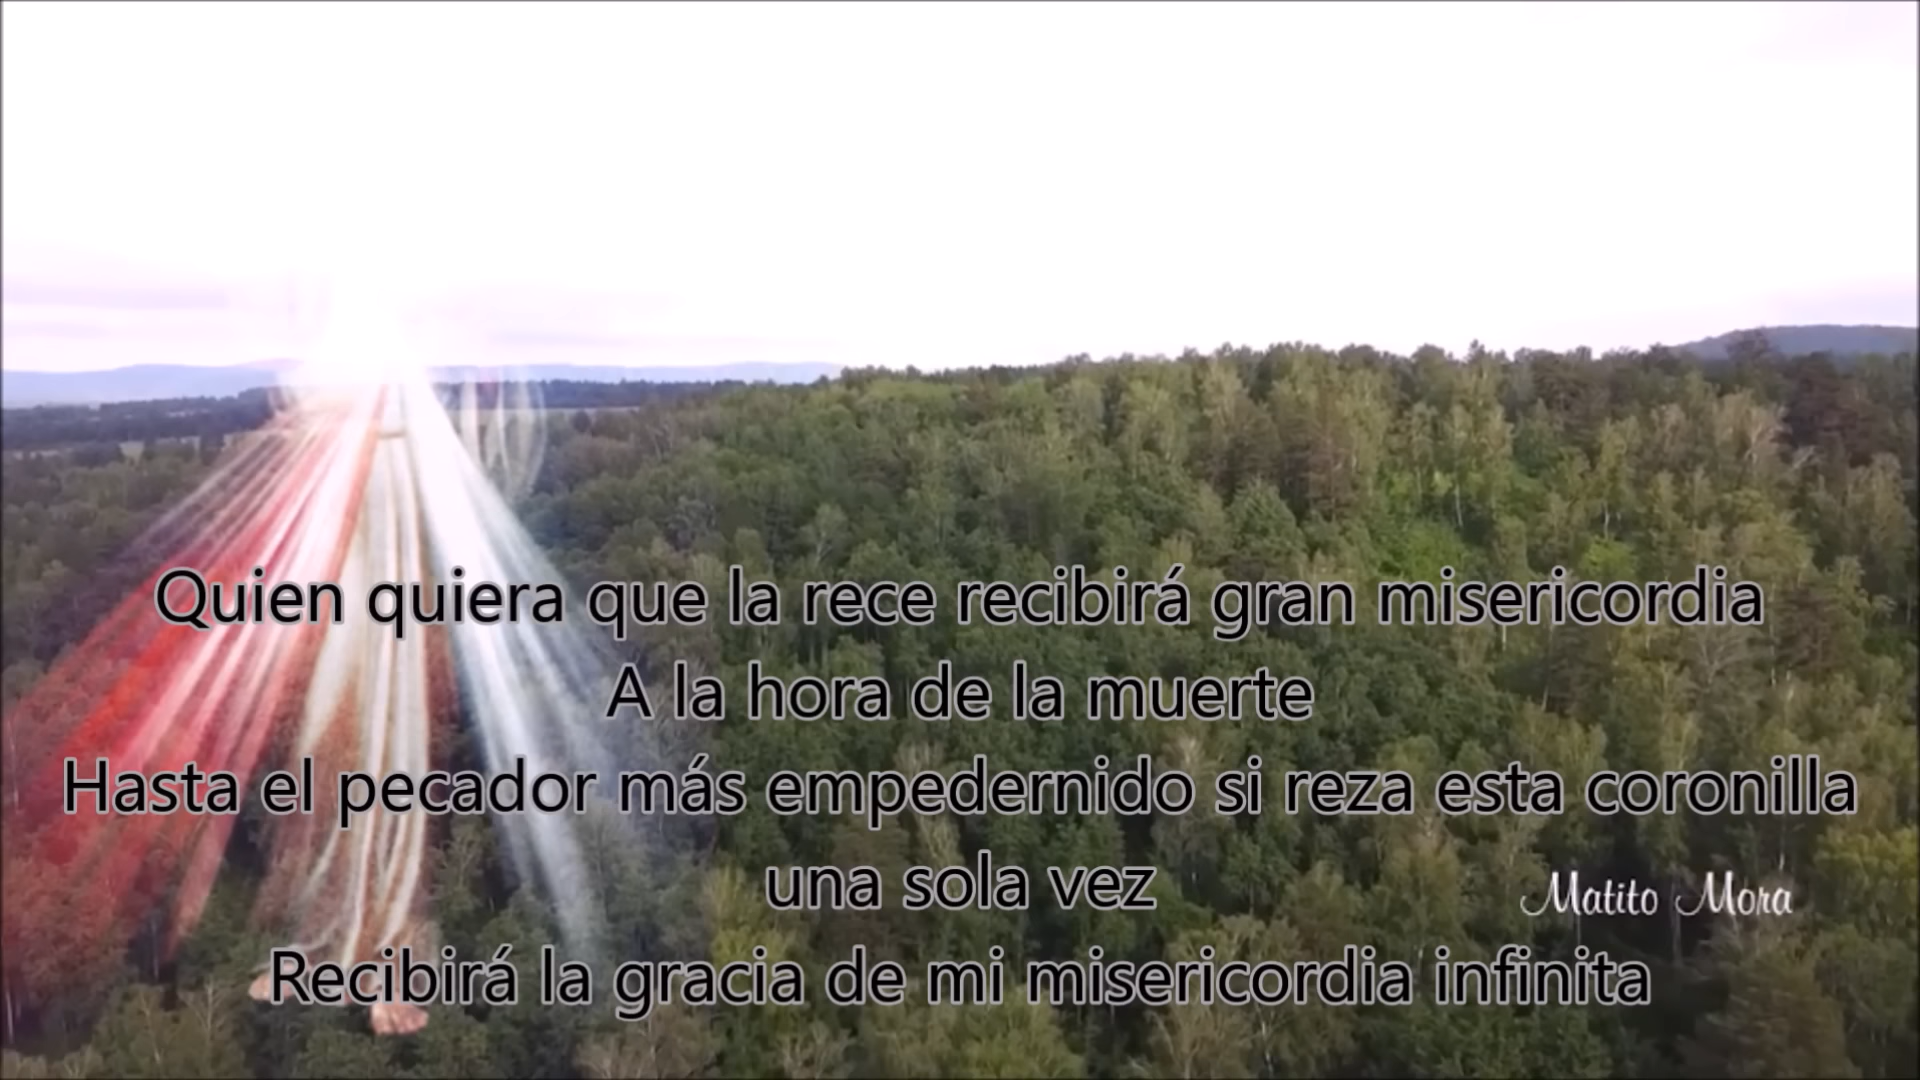 Quien quiera que la rece recibirá gran misericordia
A la hora de la muerte
Hasta el pecador más empedernido si reza esta coronilla
una sola vez
Matito Mora
Recibirá la gracia de mi misericordia infinita